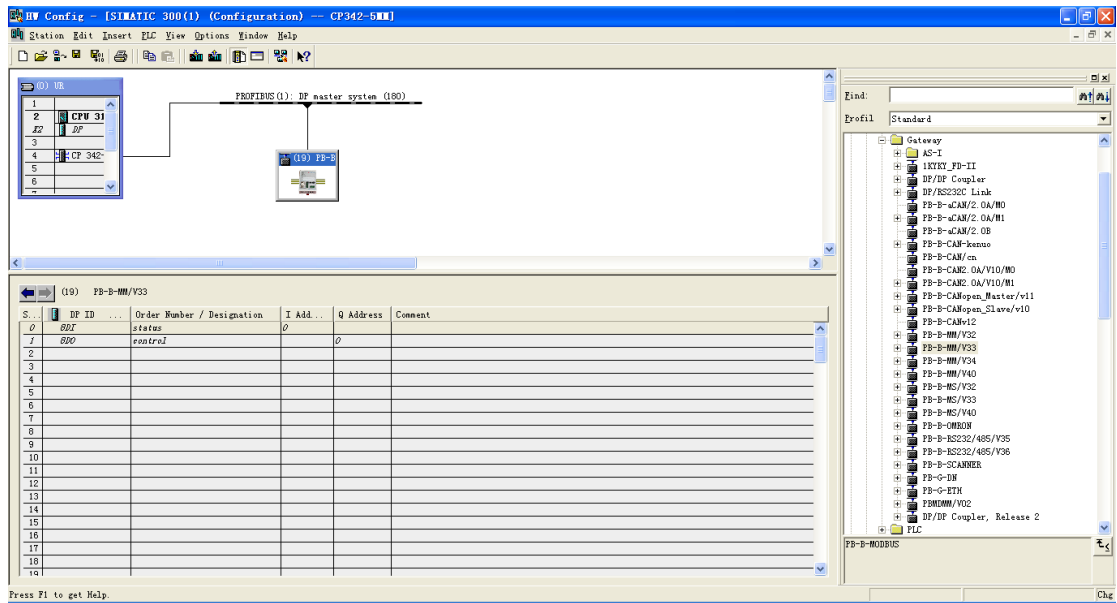 HW Config - [SIMATIC 300(1) (Configuration) -- CP342-5MM]
Station Edit Insert PLC View Options Window Help
(0) UR
1
2 CPU 31
X2 DP
3
4 CP 342-
5
6
PROFIBUS(1): DP master system (180)
(19) PB-B
(19) PB-B-MM/V33
S... DP ID ... Order Number / Designation I Add... Q Address Comment
0 8DI status 0
1 8DO control 0
2
3
4
5
6
7
8
9
10
11
12
13
14
15
16
17
18
19
Find:
Profil Standard
Gateway
AS-I
1KYKY_FD-II
DP/DP Coupler
DP/RS232C Link
PB-B-aCAN/2.0A/M0
PB-B-aCAN/2.0A/M1
PB-B-aCAN/2.0B
PB-B-CAN-kenuo
PB-B-CAN/cn
PB-B-CAN2.0A/V10/M0
PB-B-CAN2.0A/V10/M1
PB-B-CANopen_Master/v11
PB-B-CANopen_Slave/v10
PB-B-CANv12
PB-B-MM/V32
PB-B-MM/V33
PB-B-MM/V34
PB-B-MM/V40
PB-B-MS/V32
PB-B-MS/V33
PB-B-MS/V40
PB-B-OMRON
PB-B-RS232/485/V35
PB-B-RS232/485/V36
PB-B-SCANNER
PB-G-DN
PB-G-ETH
PBMDMM/V02
DP/DP Coupler, Release 2
PLC
PB-B-MODBUS
Press F1 to get Help.
Chg